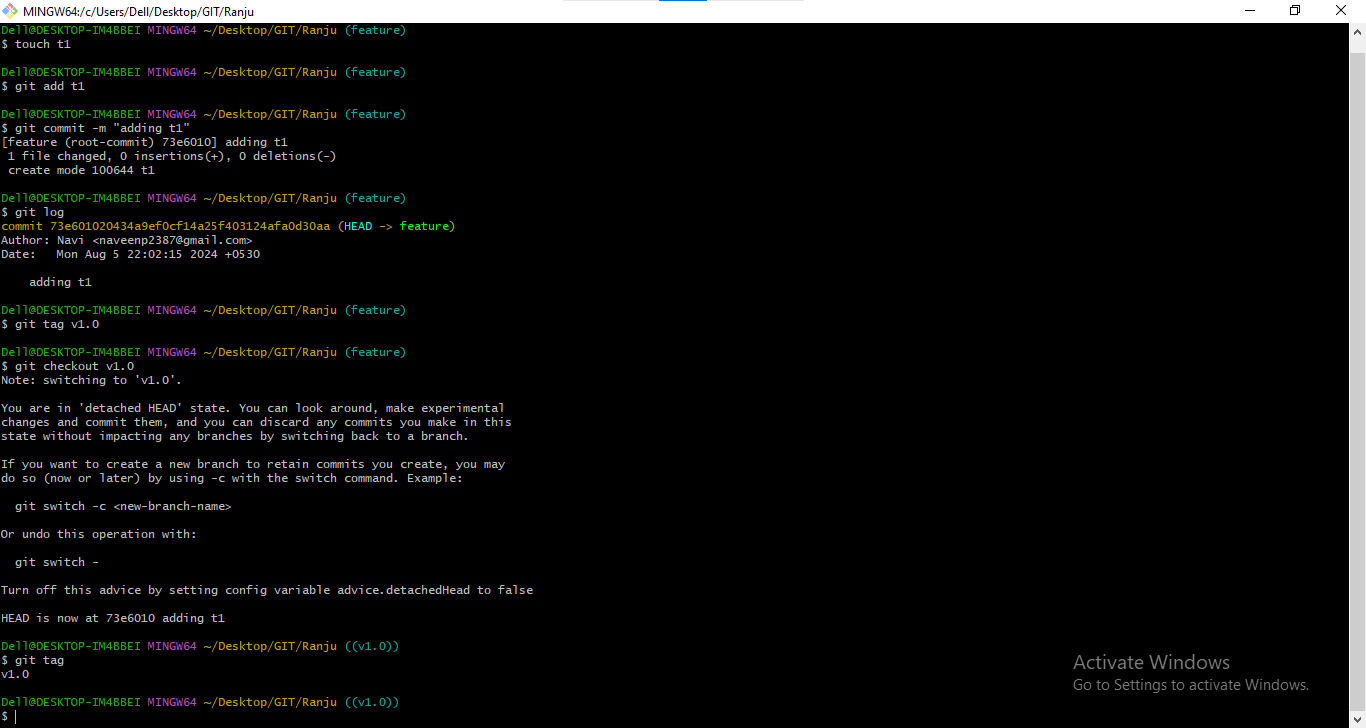 MINGW64:/c/Users/Dell/Desktop/GIT/Ranju
Dell@DESKTOP-IM4BBEI MINGW64 ~/Desktop/GIT/Ranju (feature)
$ touch t1
Dell@DESKTOP-IM4BBEI MINGW64 ~/Desktop/GIT/Ranju (feature)
$ git add t1
Dell@DESKTOP-IM4BBEI MINGW64 ~/Desktop/GIT/Ranju (feature)
$ git commit -m "adding t1"
[feature (root-commit) 73e6010] adding t1
 1 file changed, 0 insertions(+), 0 deletions(-)
 create mode 100644 t1
Dell@DESKTOP-IM4BBEI MINGW64 ~/Desktop/GIT/Ranju (feature)
$ git log
commit 73e601020434a9ef0cf14a25f403124afa0d30aa (HEAD -> feature)
Author: Navi <naveenp2387@gmail.com>
Date:   Mon Aug 5 22:02:15 2024 +0530
    adding t1
Dell@DESKTOP-IM4BBEI MINGW64 ~/Desktop/GIT/Ranju (feature)
$ git tag v1.0
Dell@DESKTOP-IM4BBEI MINGW64 ~/Desktop/GIT/Ranju (feature)
$ git checkout v1.0
Note: switching to 'v1.0'.
You are in 'detached HEAD' state. You can look around, make experimental
changes and commit them, and you can discard any commits you make in this
state without impacting any branches by switching back to a branch.
If you want to create a new branch to retain commits you create, you may
do so (now or later) by using -c with the switch command. Example:
  git switch -c <new-branch-name>
Or undo this operation with:
  git switch -
Turn off this advice by setting config variable advice.detachedHead to false
HEAD is now at 73e6010 adding t1
Dell@DESKTOP-IM4BBEI MINGW64 ~/Desktop/GIT/Ranju ((v1.0))
$ git tag
v1.0
Dell@DESKTOP-IM4BBEI MINGW64 ~/Desktop/GIT/Ranju ((v1.0))
$
Activate Windows
Go to Settings to activate Windows.